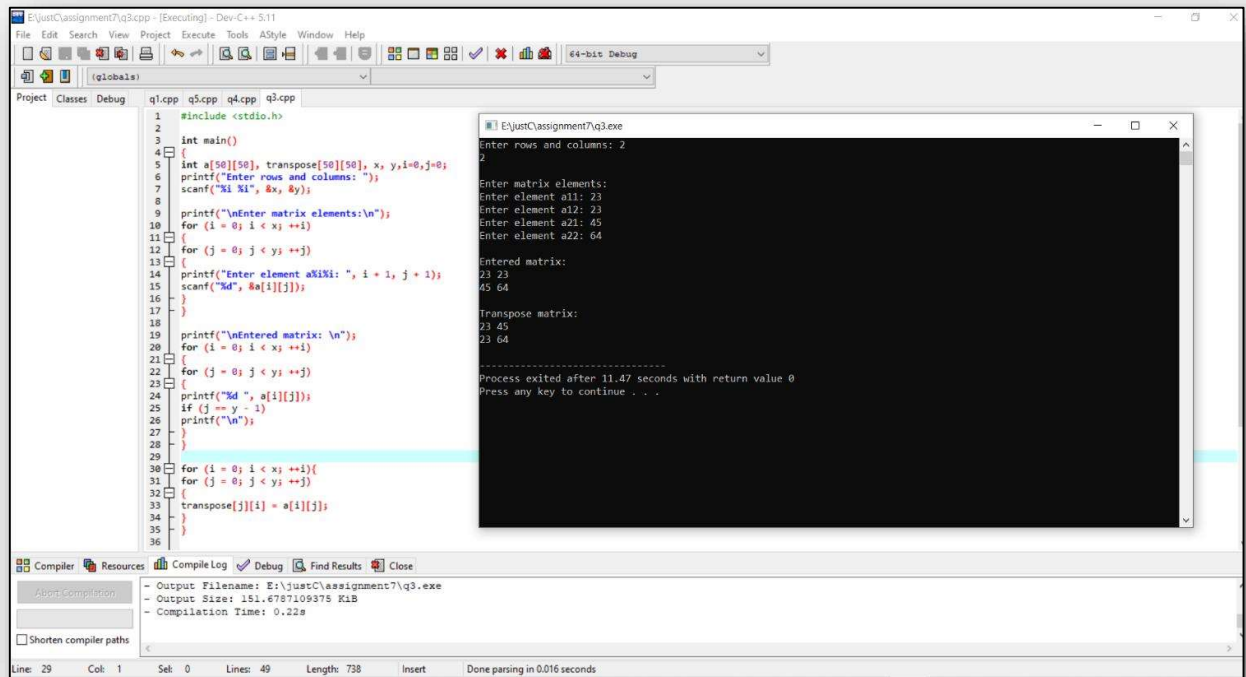 E:\justC\assignment7\q3.cpp - [Executing] - Dev-C++ 5.11
File Edit Search View Project Execute Tools AStyle Window Help
64-bit Debug
(globals)
Project Classes Debug
q1.cpp q5.cpp q4.cpp q3.cpp
1 #include <stdio.h>
2
3 int main()
4 {
5 int a[50][50], transpose[50][50], x, y,i=0,j=0;
6 printf("Enter rows and columns: ");
7 scanf("%i %i", &x, &y);
8
9 printf("\nEnter matrix elements:\n");
10 for (i = 0; i < x; ++i)
11 {
12 for (j = 0; j < y; ++j)
13 {
14 printf("Enter element a%i%i: ", i + 1, j + 1);
15 scanf("%d", &a[i][j]);
16 }
17 }
18
19 printf("\nEntered matrix: \n");
20 for (i = 0; i < x; ++i)
21 {
22 for (j = 0; j < y; ++j)
23 {
24 printf("%d ", a[i][j]);
25 if (j == y - 1)
26 printf("\n");
27 }
28 }
29
30 for (i = 0; i < x; ++i){
31 for (j = 0; j < y; ++j)
32 {
33 transpose[j][i] = a[i][j];
34 }
35 }
36
E:\justC\assignment7\q3.exe
Enter rows and columns: 2
2
Enter matrix elements:
Enter element a11: 23
Enter element a12: 23
Enter element a21: 45
Enter element a22: 64
Entered matrix:
23 23
45 64
Transpose matrix:
23 45
23 64
--------------------------------
Process exited after 11.47 seconds with return value 0
Press any key to continue . . .
Compiler Resources Compile Log Debug Find Results Close
Abort Compilation
Shorten compiler paths
- Output Filename: E:\justC\assignment7\q3.exe
- Output Size: 151.6787109375 KiB
- Compilation Time: 0.22s
Line: 29 Col: 1 Sel: 0 Lines: 49 Length: 738 Insert Done parsing in 0.016 seconds